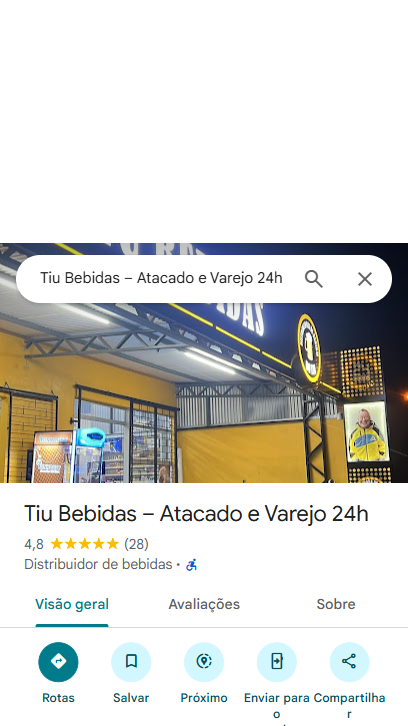 Tiu Bebidas – Atacado e Varejo 24h
Tiu Bebidas – Atacado e Varejo 24h
4,8 (28)
Distribuidor de bebidas ·
Visão geral Avaliações Sobre
Rotas Salvar Próximo Enviar para o Compartilhar